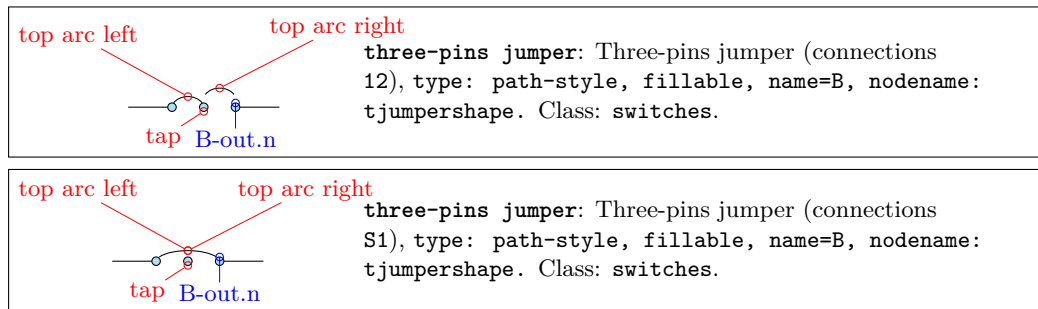 top arc left
top arc right
tap
B-out.n
three-pins jumper: Three-pins jumper (connections
12), type: path-style, fillable, name=B, nodename:
tjumpershape. Class: switches.
top arc left
top arc right
tap
B-out.n
three-pins jumper: Three-pins jumper (connections
S1), type: path-style, fillable, name=B, nodename:
tjumpershape. Class: switches.